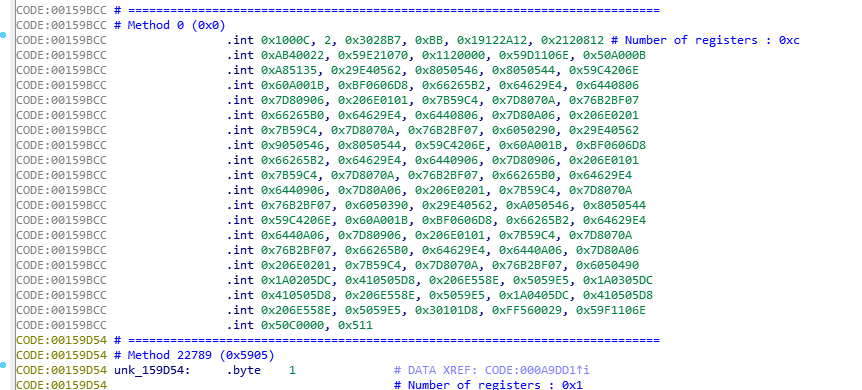 CODE:00159BCC # ===============================================================
CODE:00159BCC # Method 0 (0x0)
CODE:00159BCC .int 0x1000C, 2, 0x3028B7, 0xBB, 0x19122A12, 0x2120812 # Number of registers : 0xc
CODE:00159BCC .int 0xAB40022, 0x59E21070, 0x1120000, 0x59D1106E, 0x50A000B
CODE:00159BCC .int 0xA85135, 0x29E40562, 0x8050546, 0x8050544, 0x59C4206E
CODE:00159BCC .int 0x60A001B, 0xBF0606D8, 0x66265B2, 0x64629E4, 0x6440806
CODE:00159BCC .int 0x7D80906, 0x206E0101, 0x7B59C4, 0x7D8070A, 0x76B2BF07
CODE:00159BCC .int 0x66265B0, 0x64629E4, 0x6440806, 0x7D80A06, 0x206E0201
CODE:00159BCC .int 0x7B59C4, 0x7D8070A, 0x76B2BF07, 0x6050290, 0x29E40562
CODE:00159BCC .int 0x9050546, 0x8050544, 0x59C4206E, 0x60A001B, 0xBF0606D8
CODE:00159BCC .int 0x66265B2, 0x64629E4, 0x6440906, 0x7D80906, 0x206E0101
CODE:00159BCC .int 0x7B59C4, 0x7D8070A, 0x76B2BF07, 0x66265B0, 0x64629E4
CODE:00159BCC .int 0x6440906, 0x7D80A06, 0x206E0201, 0x7B59C4, 0x7D8070A
CODE:00159BCC .int 0x76B2BF07, 0x6050390, 0x29E40562, 0xA050546, 0x8050544
CODE:00159BCC .int 0x59C4206E, 0x60A001B, 0xBF0606D8, 0x66265B2, 0x64629E4
CODE:00159BCC .int 0x6440A06, 0x7D80906, 0x206E0101, 0x7B59C4, 0x7D8070A
CODE:00159BCC .int 0x76B2BF07, 0x66265B0, 0x64629E4, 0x6440A06, 0x7D80A06
CODE:00159BCC .int 0x206E0201, 0x7B59C4, 0x7D8070A, 0x76B2BF07, 0x6050490
CODE:00159BCC .int 0x1A0205DC, 0x410505D8, 0x206E558E, 0x5059E5, 0x1A0305DC
CODE:00159BCC .int 0x410505D8, 0x206E558E, 0x5059E5, 0x1A0405DC, 0x410505D8
CODE:00159BCC .int 0x206E558E, 0x5059E5, 0x30101D8, 0xFF560029, 0x59F1106E
CODE:00159BCC .int 0x50C0000, 0x511
CODE:00159D54 # ===============================================================
CODE:00159D54 # Method 22789 (0x5905)
CODE:00159D54 unk_159D54: .byte 1 # DATA XREF: CODE:000A9DD1↑i
CODE:00159D54 # Number of registers : 0x1